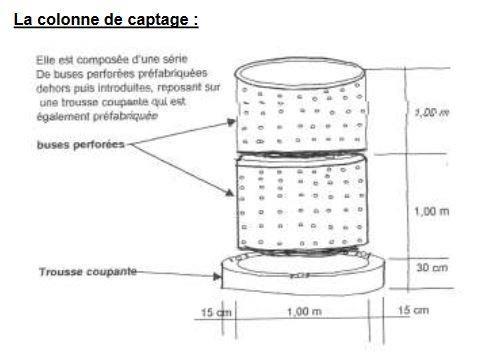 La colonne de captage :
Elle est composée d'une série
De buses perforées préfabriquées
dehors puis introduites, reposant sur
une trousse coupante qui est
également préfabriquée
buses perforées
1,00 m
1,00 m
Trousse coupante
30 cm
15 cm
1,00 m
15 cm